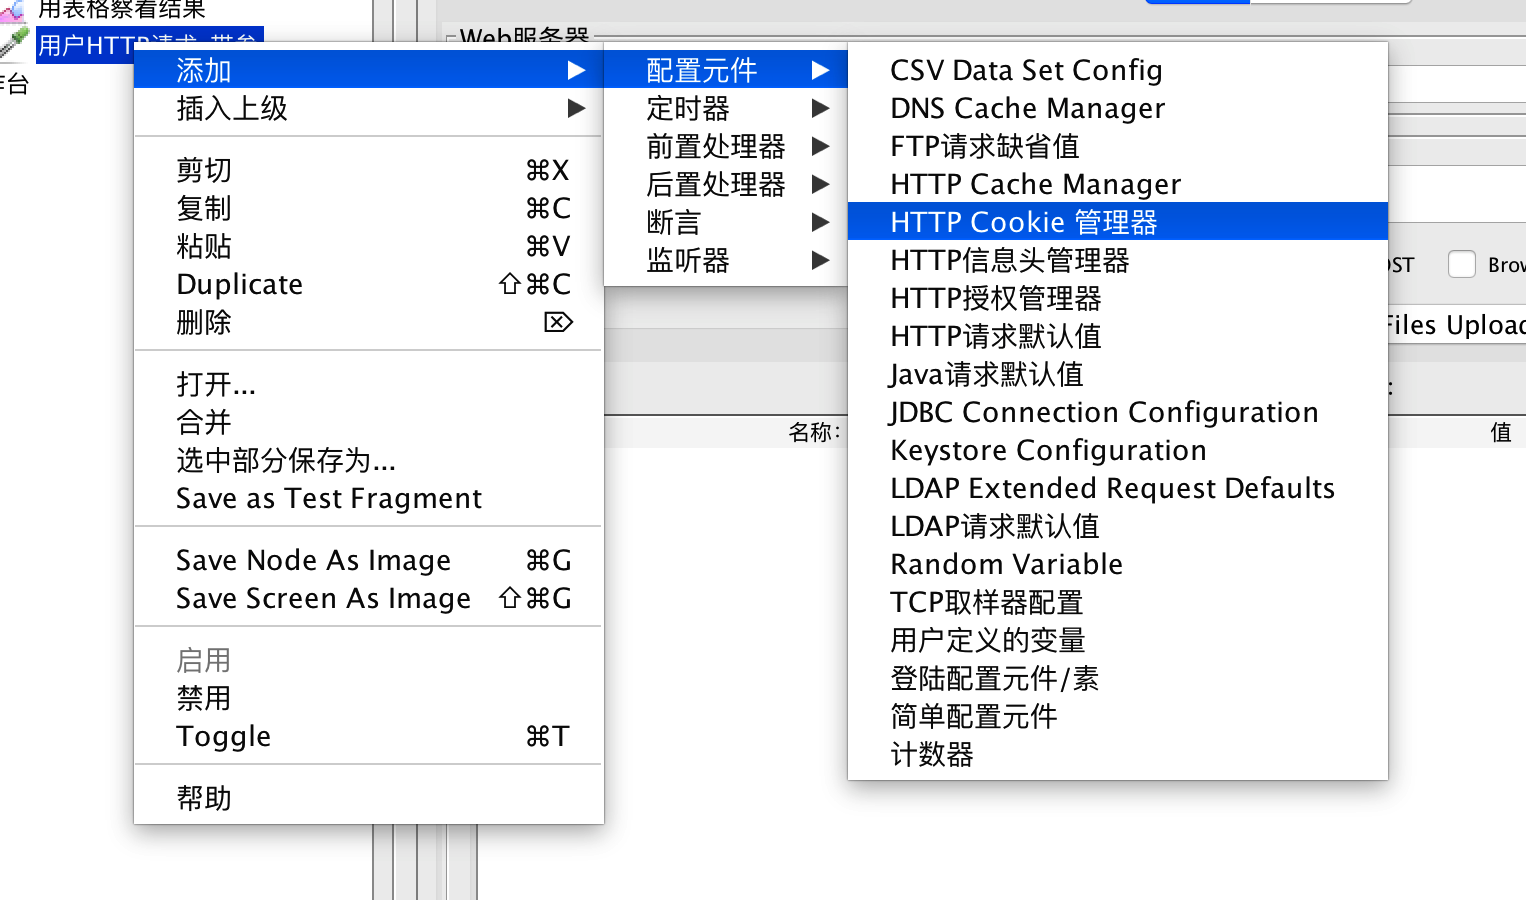 用表格察看结果
用户HTTP请求
台
Web服务器
添加
插入上级
剪切 ⌘X
复制 ⌘C
粘贴 ⌘V
Duplicate ⇧⌘C
删除 ⌦
打开...
合并
选中部分保存为...
Save as Test Fragment
Save Node As Image ⌘G
Save Screen As Image ⇧⌘G
启用
禁用
Toggle ⌘T
帮助
配置元件
定时器
前置处理器
后置处理器
断言
监听器
CSV Data Set Config
DNS Cache Manager
FTP请求缺省值
HTTP Cache Manager
HTTP Cookie 管理器
HTTP信息头管理器
HTTP授权管理器
HTTP请求默认值
Java请求默认值
JDBC Connection Configuration
Keystore Configuration
LDAP Extended Request Defaults
LDAP请求默认值
Random Variable
TCP取样器配置
用户定义的变量
登陆配置元件/素
简单配置元件
计数器
ST
Brow
Files Upload
:
名称:
值